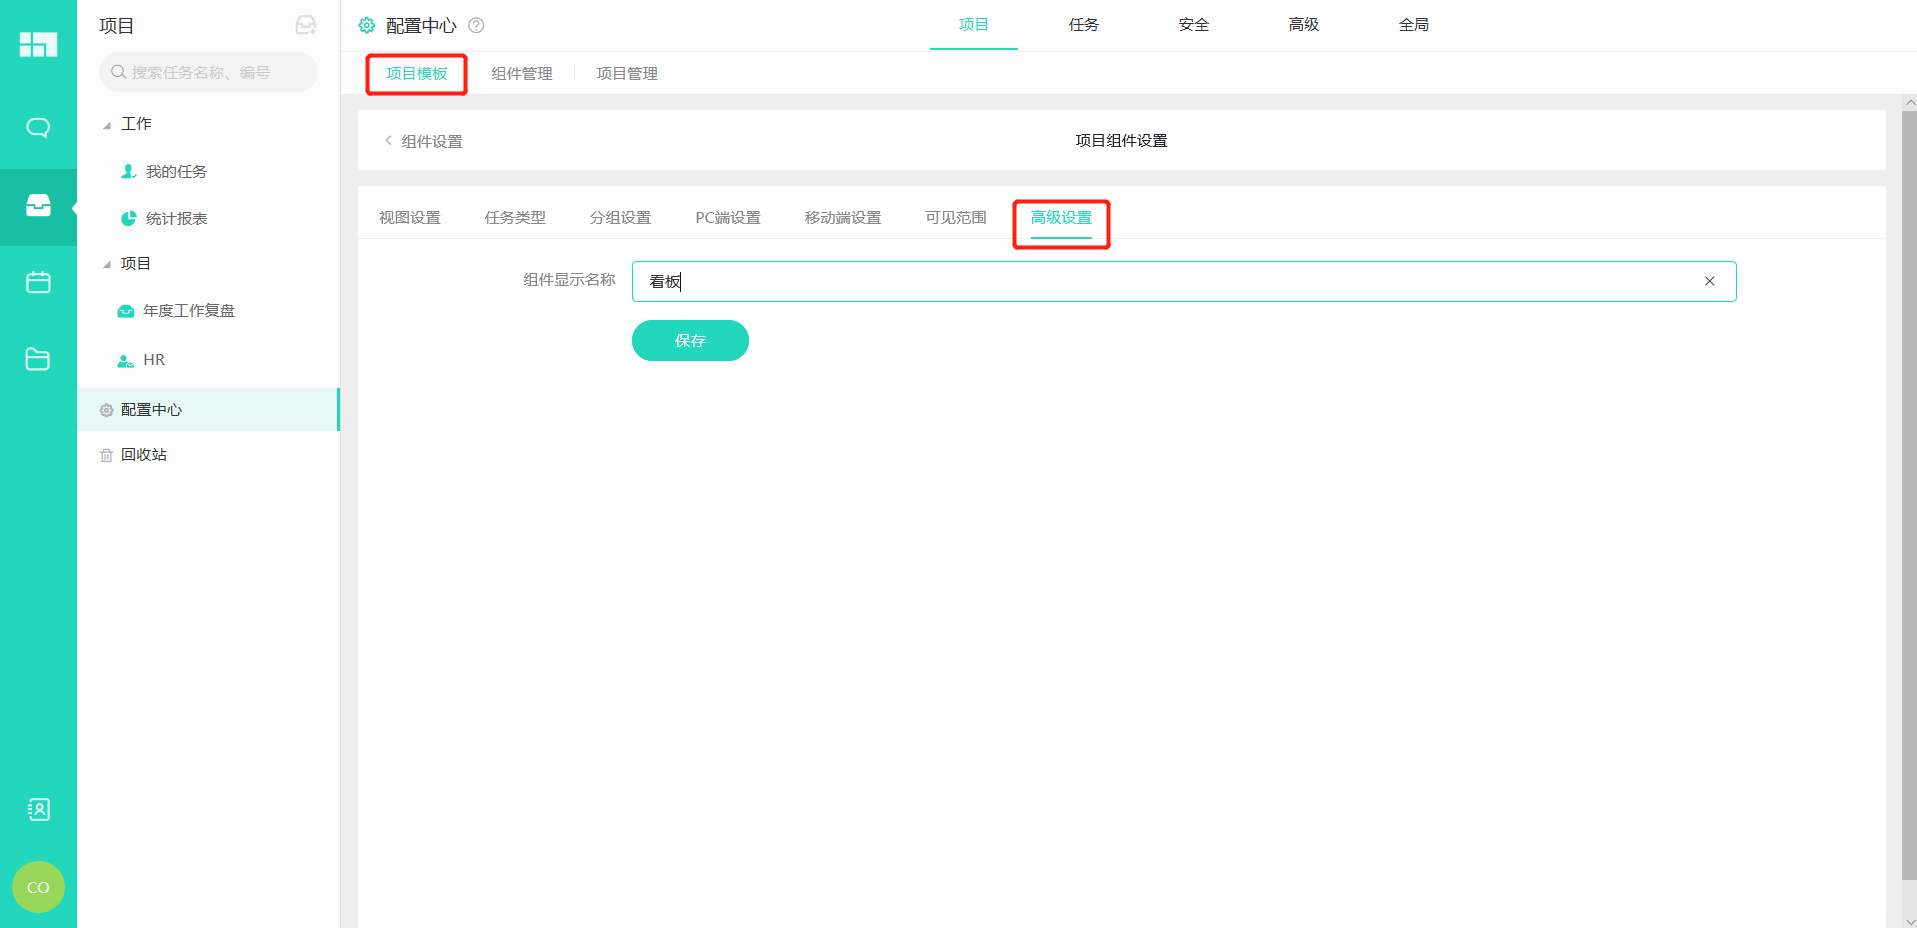 项目
搜索任务名称、编号
工作
我的任务
统计报表
项目
年度工作复盘
HR
配置中心
回收站
CO
配置中心
项目 任务 安全 高级 全局
项目模板 组件管理 项目管理
组件设置 项目组件设置
视图设置 任务类型 分组设置 PC端设置 移动端设置 可见范围 高级设置
组件显示名称 看板
保存